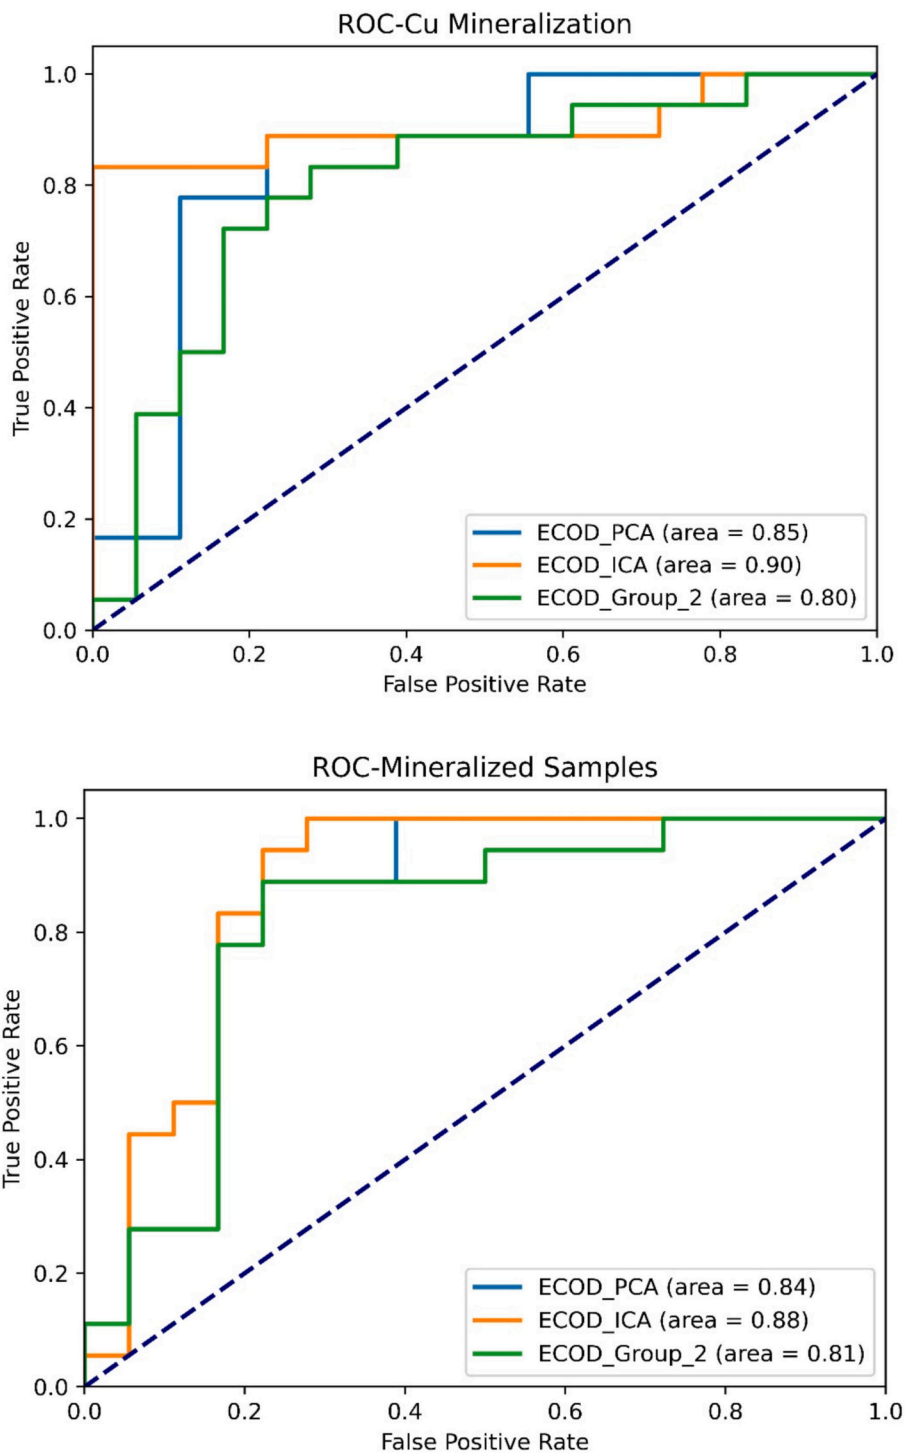 ROC-Cu Mineralization
1.0
0.8
0.6
0.4
0.2
0.0
True Positive Rate
ECOD_PCA (area = 0.85)
ECOD_ICA (area = 0.90)
ECOD_Group_2 (area = 0.80)
0.0 0.2 0.4 0.6 0.8 1.0
False Positive Rate
ROC-Mineralized Samples
1.0
0.8
0.6
0.4
0.2
0.0
True Positive Rate
ECOD_PCA (area = 0.84)
ECOD_ICA (area = 0.88)
ECOD_Group_2 (area = 0.81)
0.0 0.2 0.4 0.6 0.8 1.0
False Positive Rate